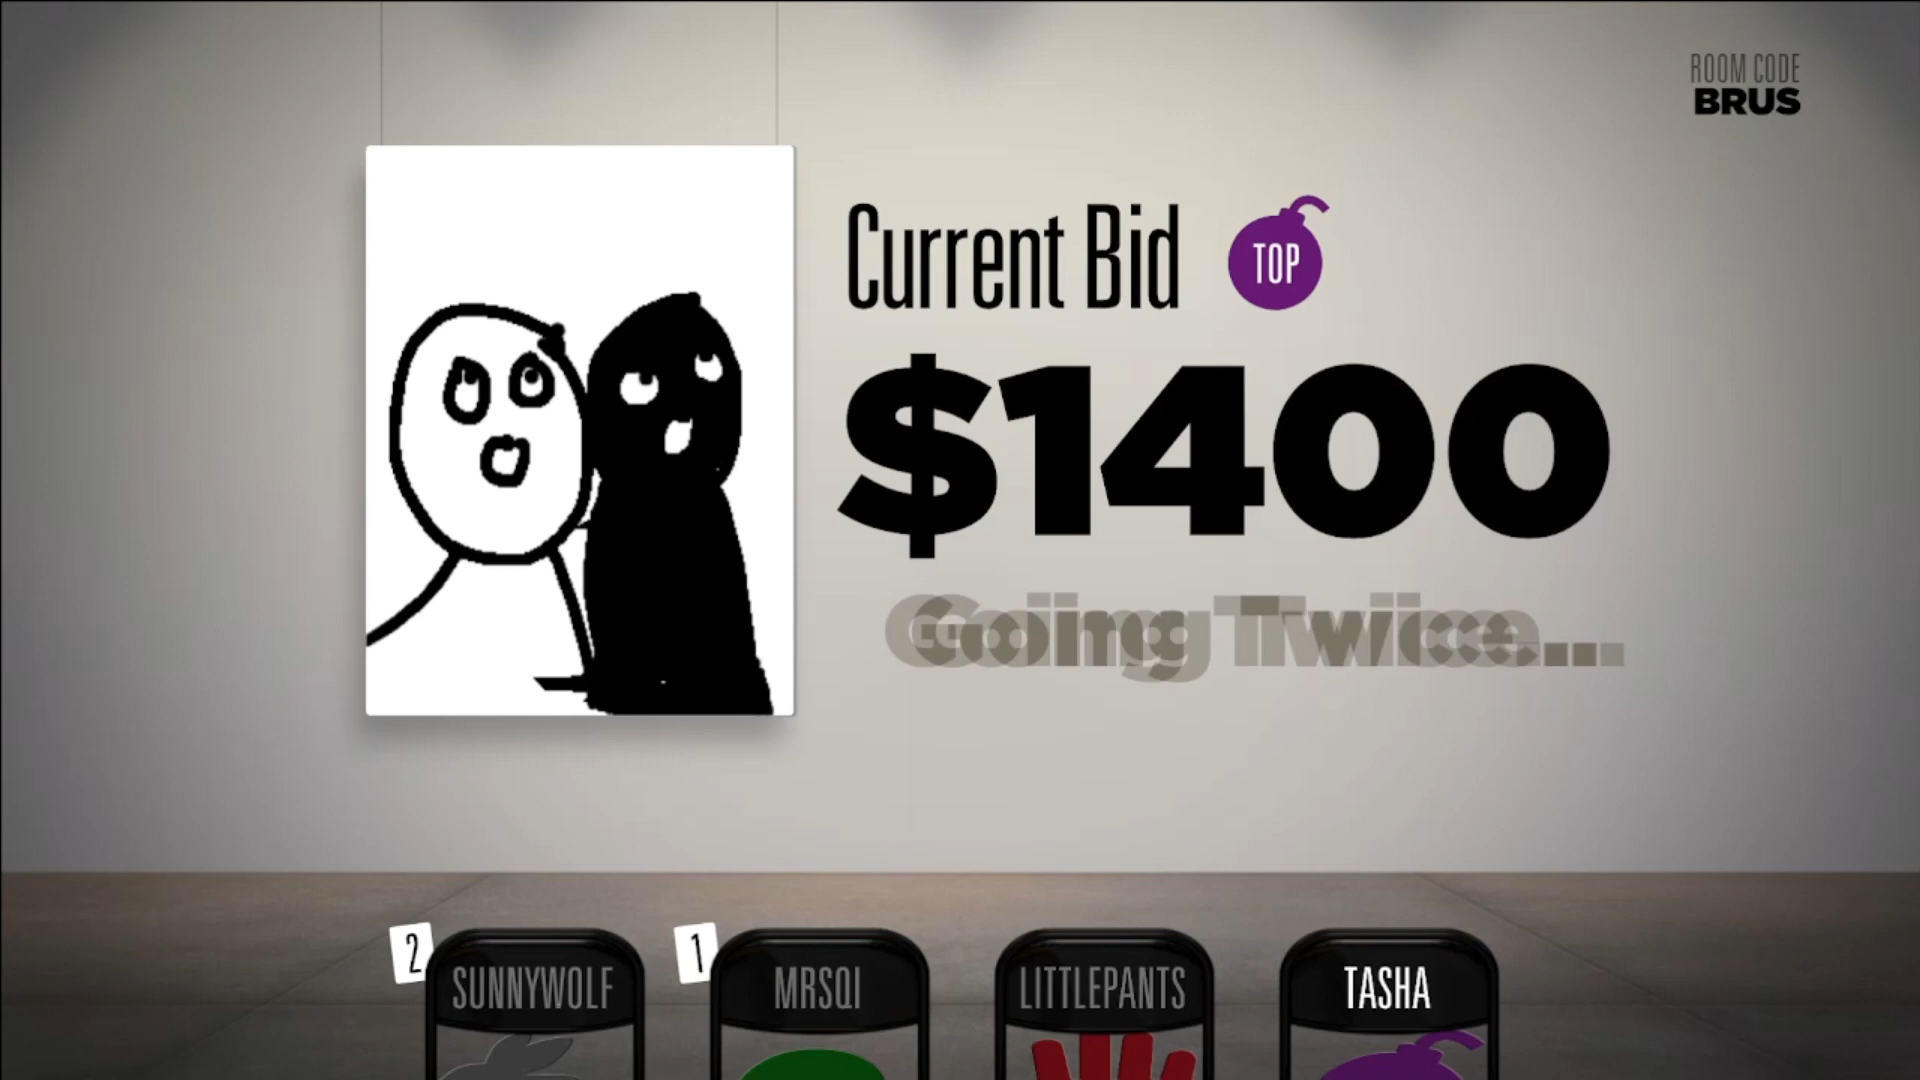 ROOM CODE
BRUS
Current Bid
TOP
$1400
Going Twice...
2
SUNNYWOLF
1
MRSQI
LITTLEPANTS
TASHA